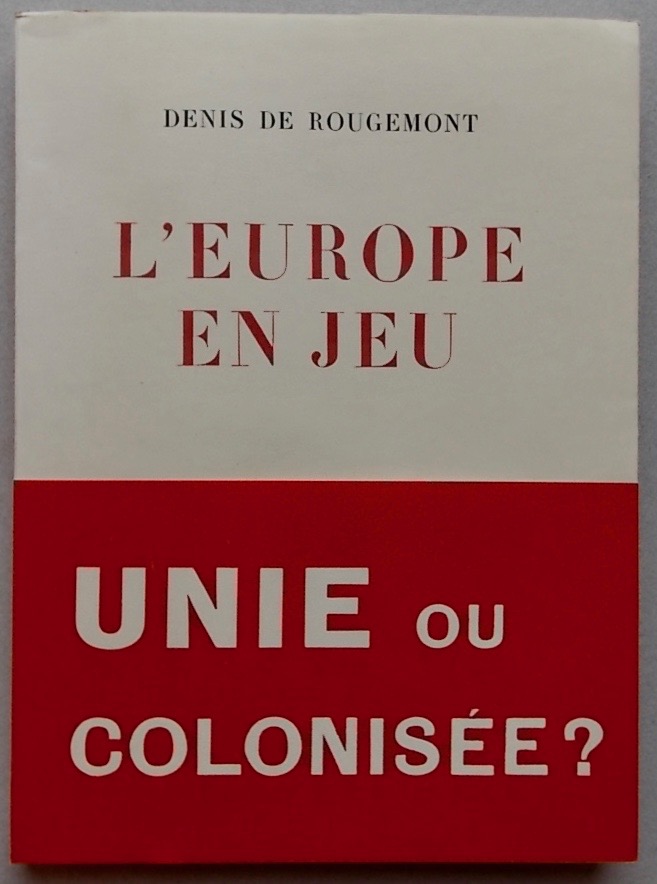 DENIS DE ROUGEMONT
L'EUROPE
EN JEU
UNIE OU
COLONISÉE?